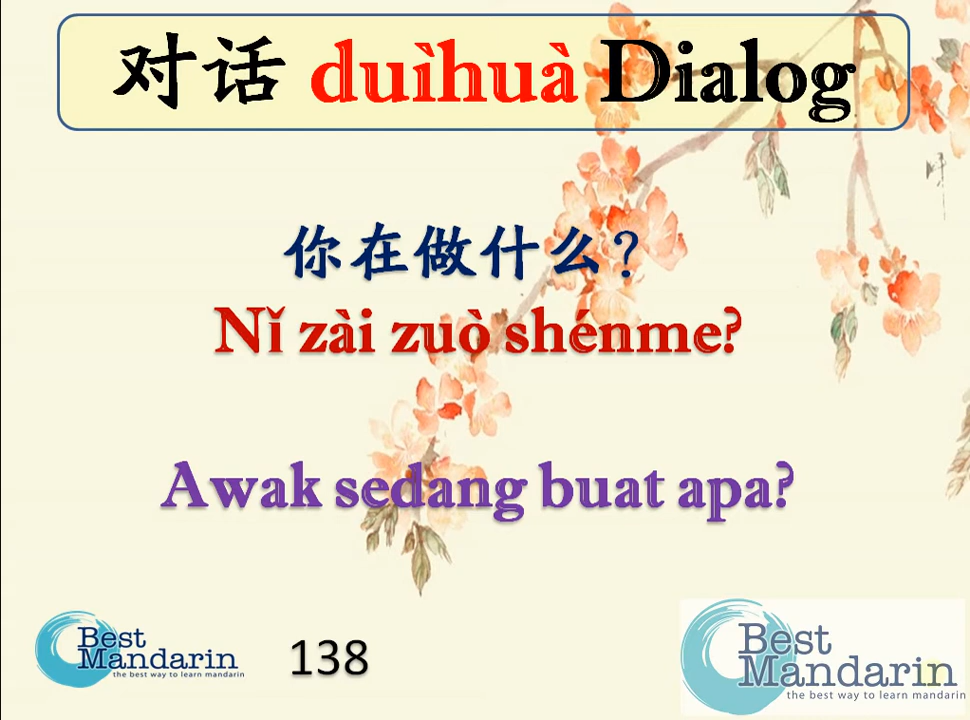 对话 duìhuà Dialog
你在做什么？
Nǐ zài zuò shénme?
Awak sedang buat apa?
Best
Mandarin
the best way to learn mandarin
138
Best
Mandarin
the best way to learn mandarin